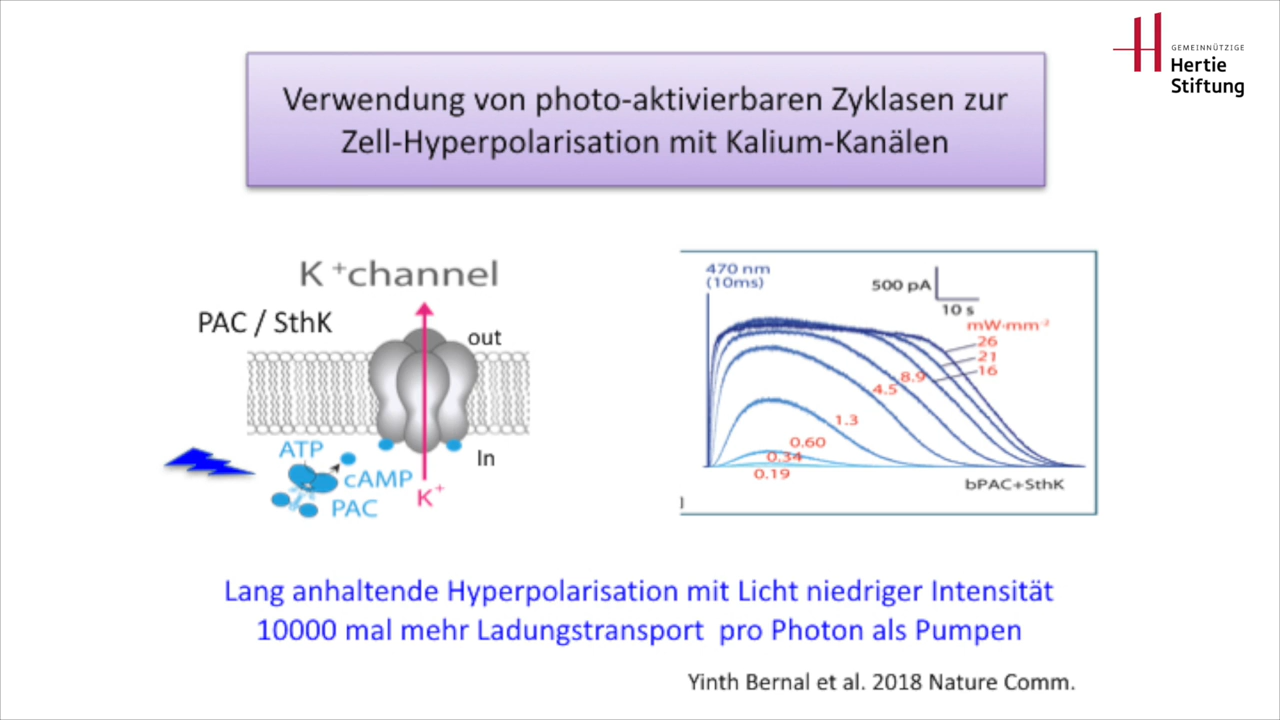 GEMEINNÜTZIGE
Hertie
Stiftung
Verwendung von photo-aktivierbaren Zyklasen zur
Zell-Hyperpolarisation mit Kalium-Kanälen
K⁺channel
PAC / SthK
out
ATP
cAMP
PAC
K⁺
In
470 nm
(10ms)
500 pA
10 s
mW·mm⁻²
26
21
16
8.9
4.5
1.3
0.60
0.34
0.19
bPAC+SthK
Lang anhaltende Hyperpolarisation mit Licht niedriger Intensität
10000 mal mehr Ladungstransport pro Photon als Pumpen
Yinth Bernal et al. 2018 Nature Comm.